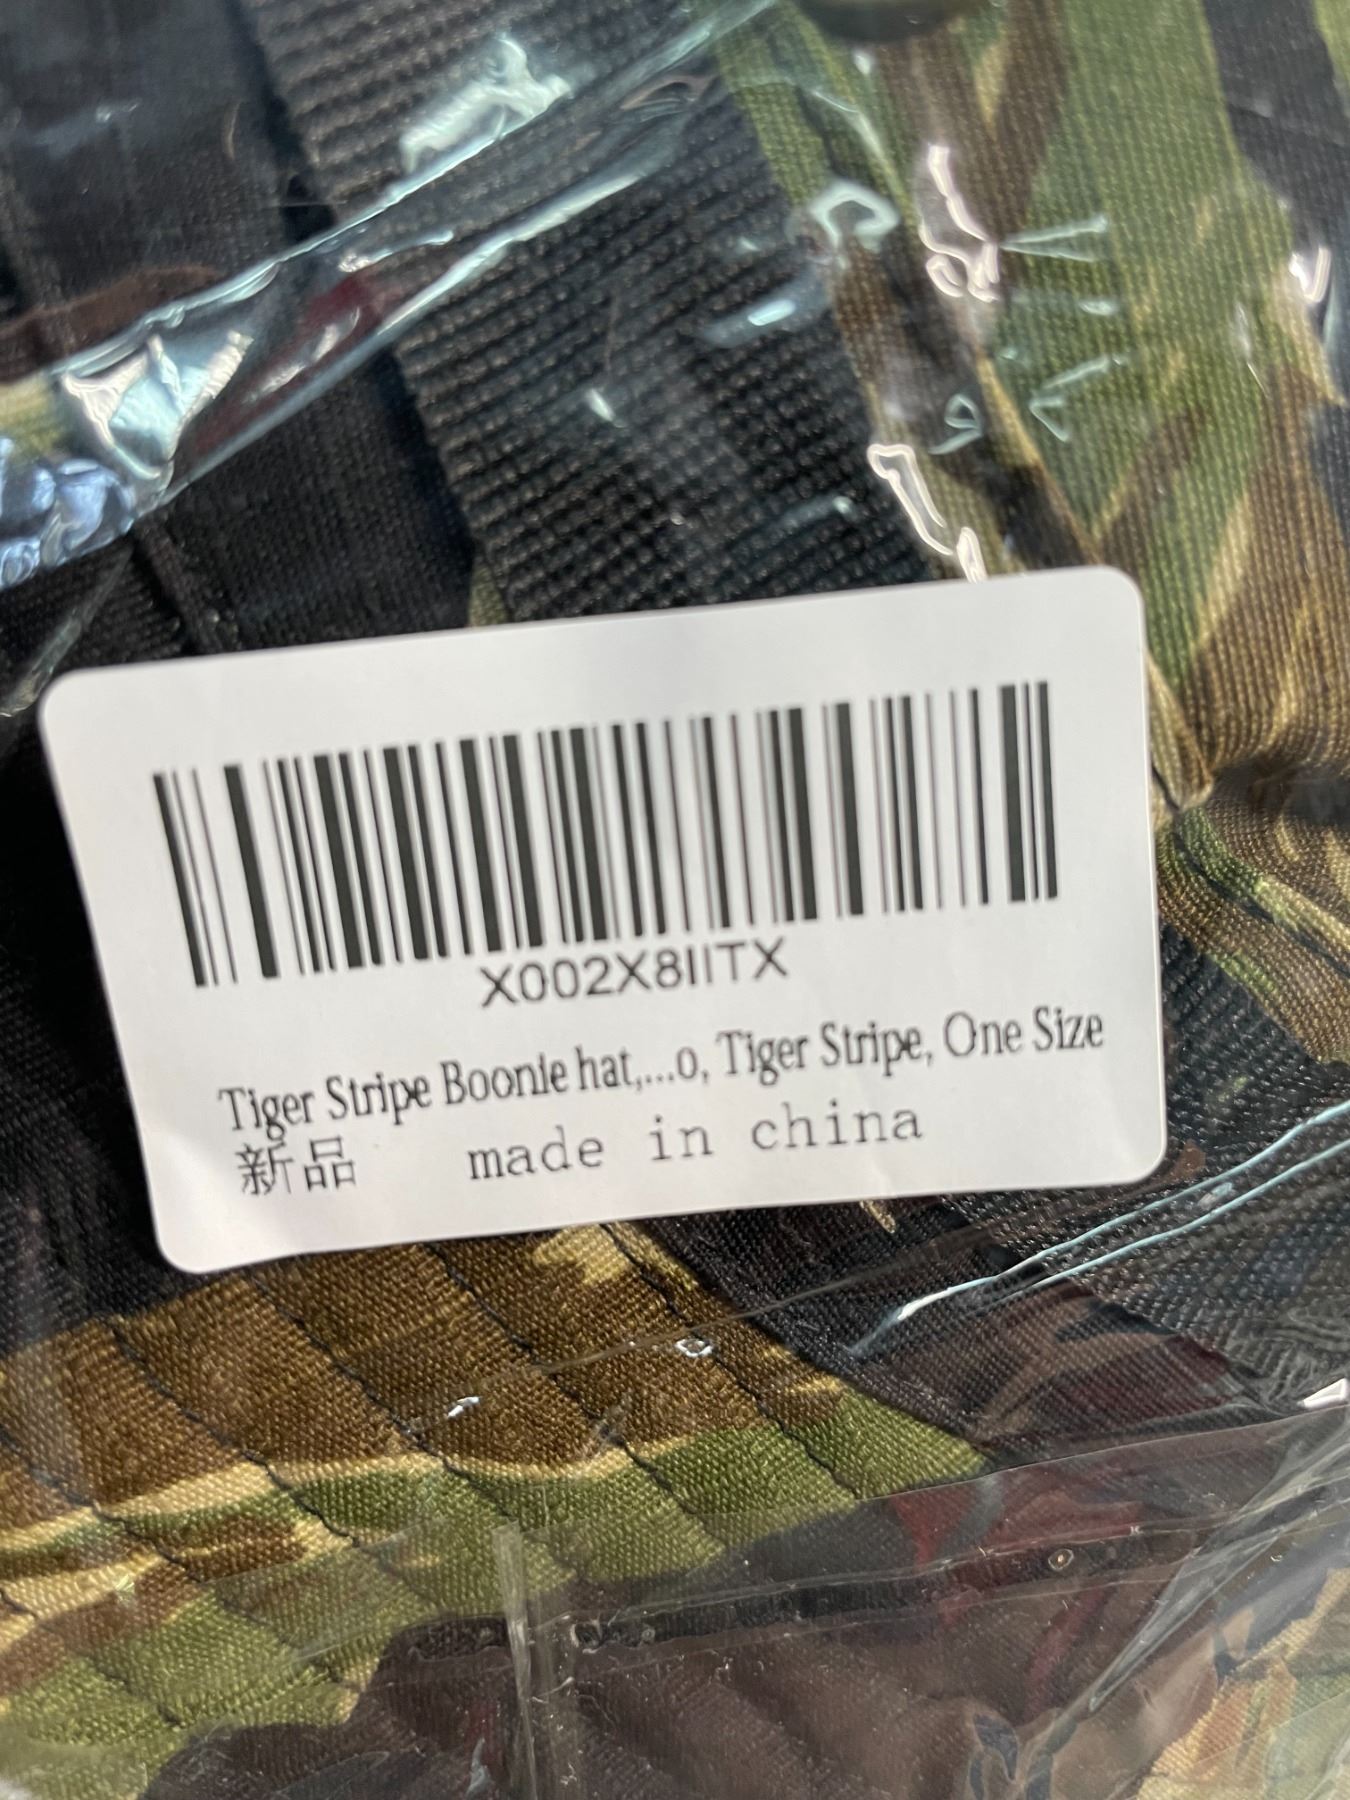 X002X8IITX
Tiger Stripe Boonie hat,...o, Tiger Stripe, One Size
新品 made in china